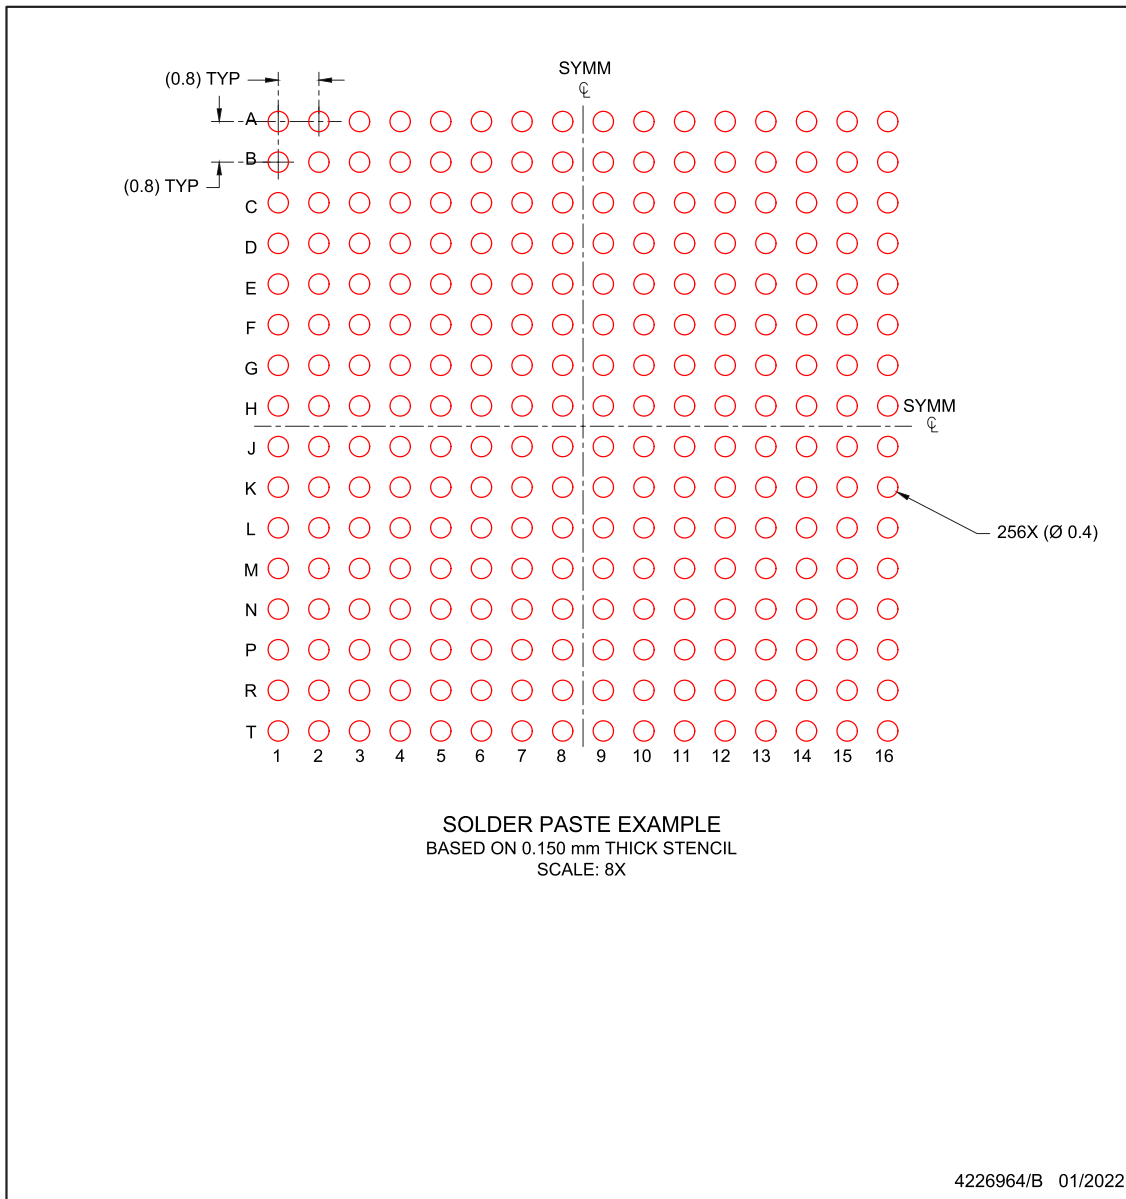 SYMM
℄
(0.8) TYP
A
B
(0.8) TYP
C
D
E
F
G
H
SYMM
℄
J
K
L
256X (Ø 0.4)
M
N
P
R
T
1 2 3 4 5 6 7 8 9 10 11 12 13 14 15 16
SOLDER PASTE EXAMPLE
BASED ON 0.150 mm THICK STENCIL
SCALE: 8X
4226964/B 01/2022